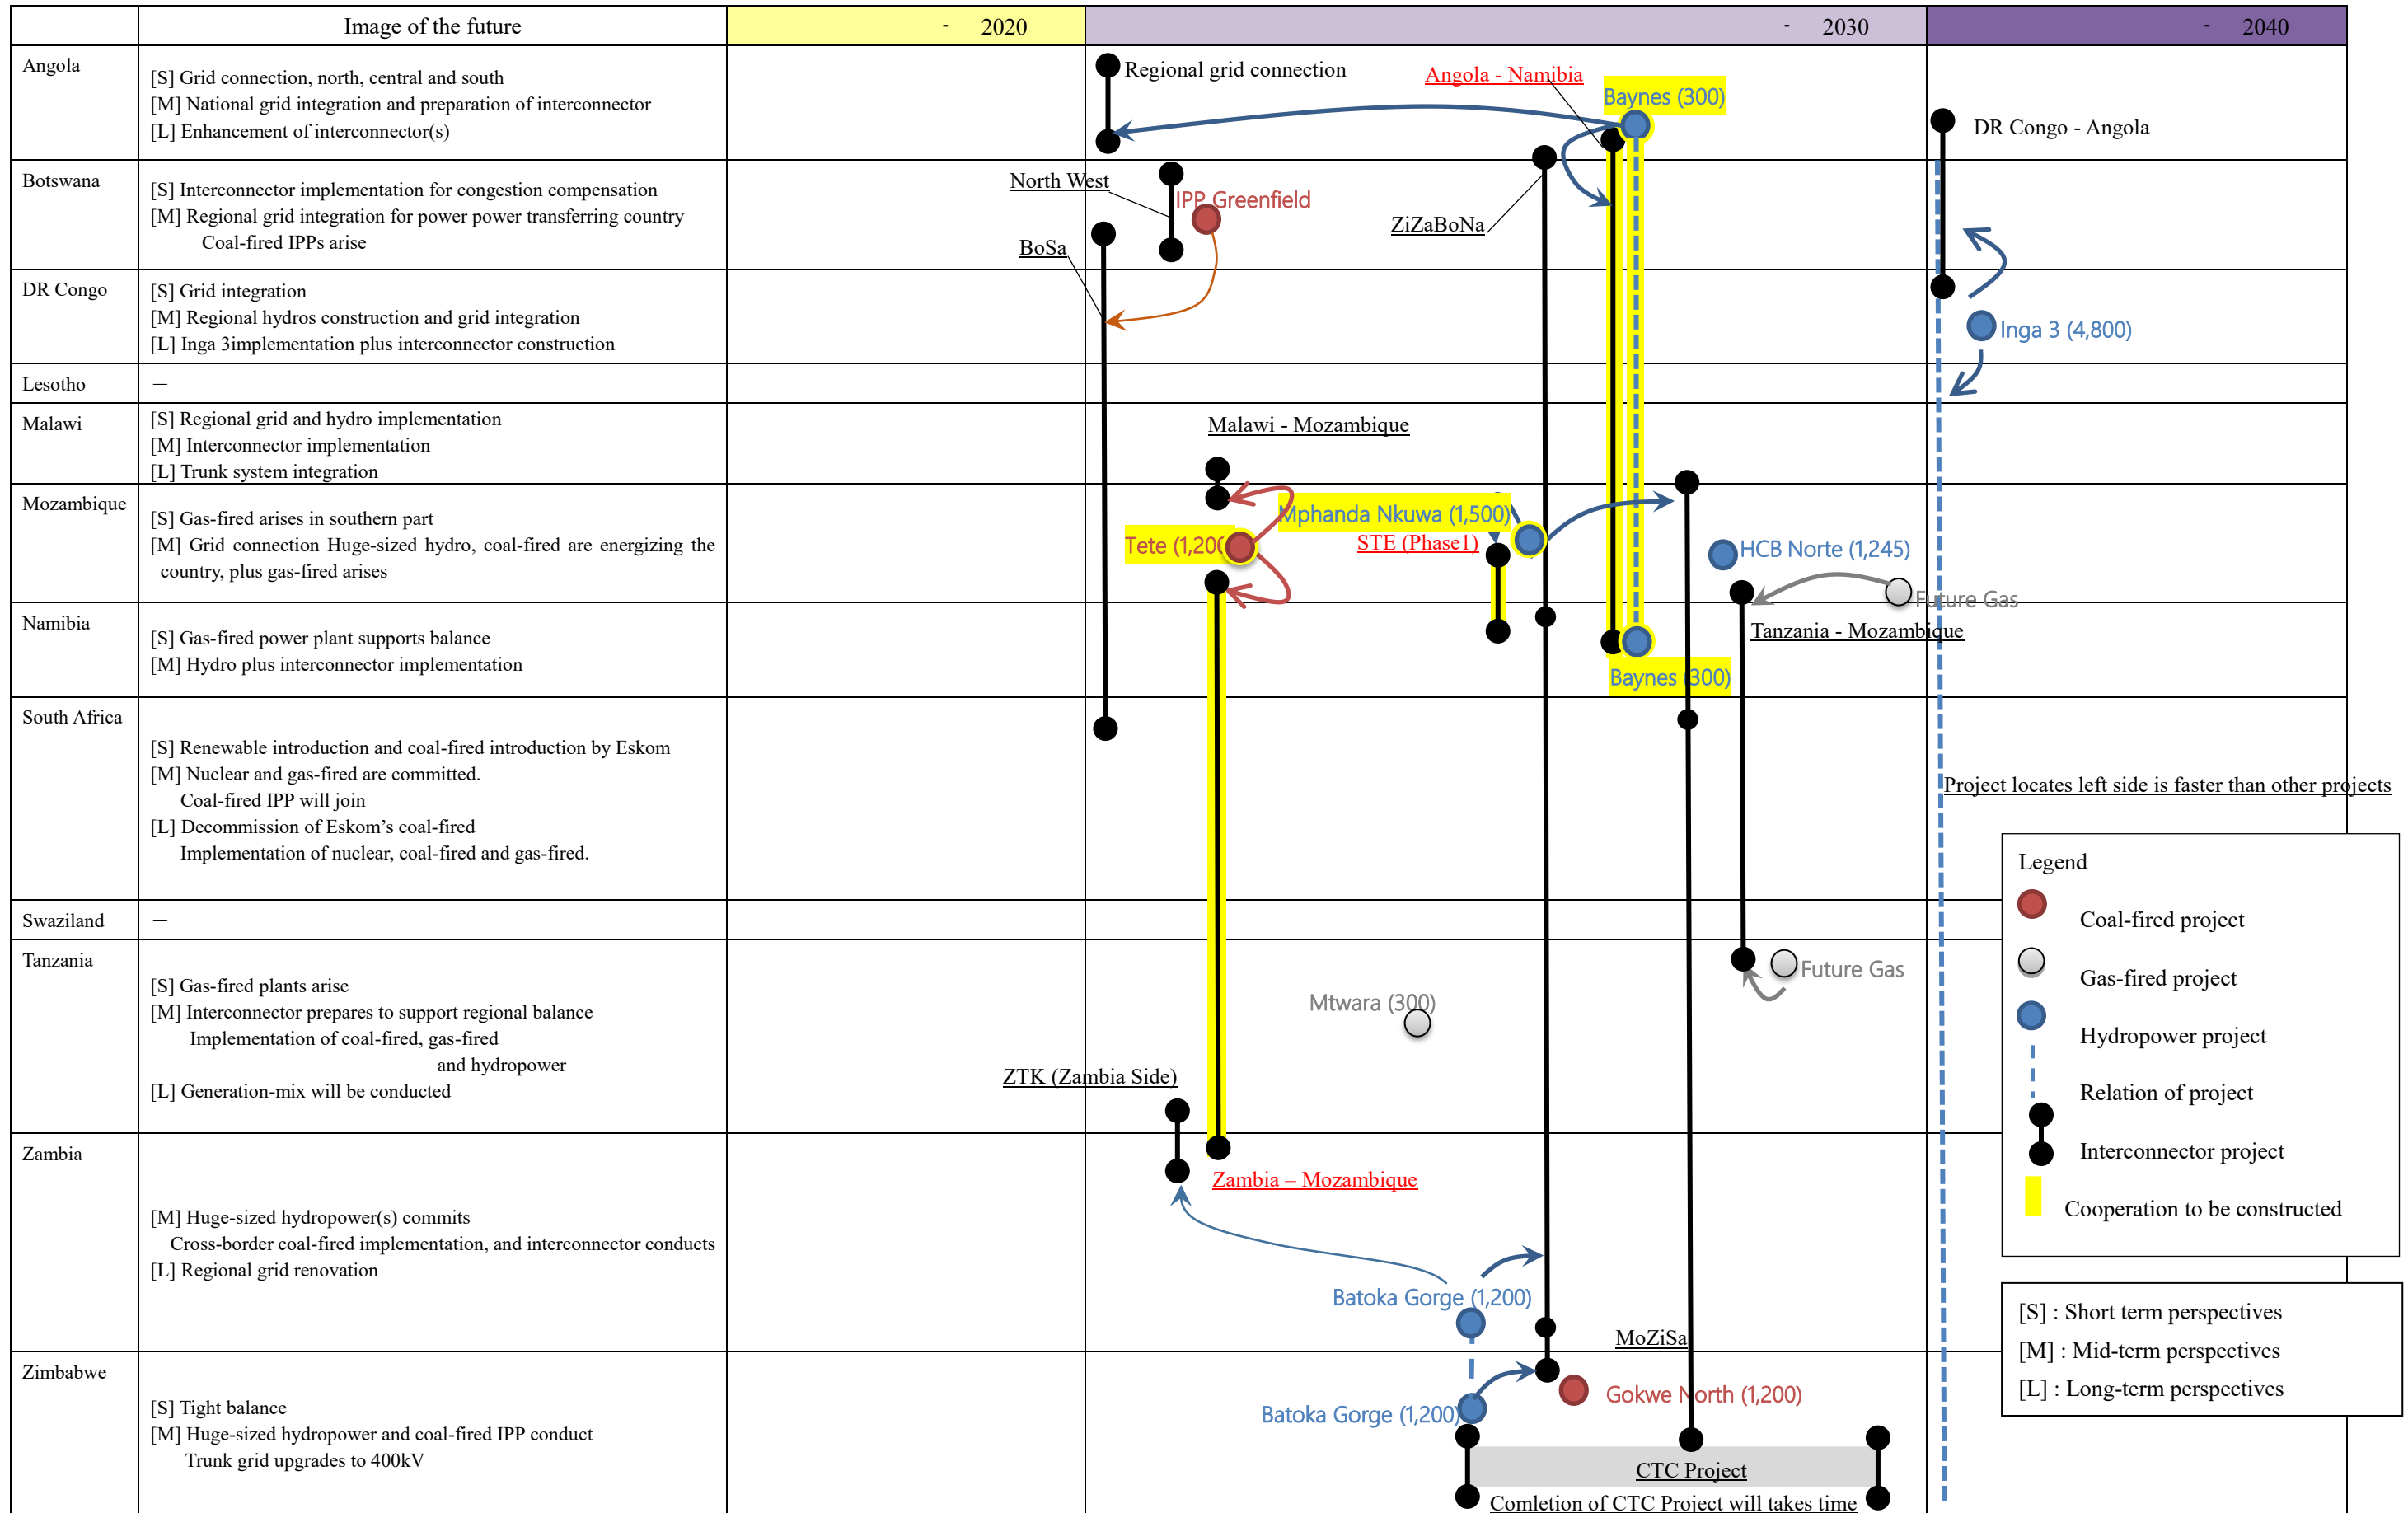 Image of the future
- 2020
- 2030
- 2040
Angola
[S] Grid connection, north, central and south
[M] National grid integration and preparation of interconnector
[L] Enhancement of interconnector(s)
Regional grid connection
Angola - Namibia
Baynes (300)
DR Congo - Angola
Botswana
[S] Interconnector implementation for congestion compensation
[M] Regional grid integration for power power transferring country
Coal-fired IPPs arise
North West
IPP Greenfield
ZiZaBoNa
BoSa
DR Congo
[S] Grid integration
[M] Regional hydros construction and grid integration
[L] Inga 3implementation plus interconnector construction
Inga 3 (4,800)
Lesotho
—
Malawi
[S] Regional grid and hydro implementation
[M] Interconnector implementation
[L] Trunk system integration
Malawi - Mozambique
Mozambique
[S] Gas-fired arises in southern part
[M] Grid connection Huge-sized hydro, coal-fired are energizing the
country, plus gas-fired arises
Mphanda Nkuwa (1,500)
Tete (1,200
STE (Phase1)
HCB Norte (1,245)
Future Gas
Namibia
[S] Gas-fired power plant supports balance
[M] Hydro plus interconnector implementation
Tanzania - Mozambique
Baynes (300)
South Africa
[S] Renewable introduction and coal-fired introduction by Eskom
[M] Nuclear and gas-fired are committed.
Coal-fired IPP will join
[L] Decommission of Eskom's coal-fired
Implementation of nuclear, coal-fired and gas-fired.
Project locates left side is faster than other projects
Swaziland
—
Tanzania
[S] Gas-fired plants arise
[M] Interconnector prepares to support regional balance
Implementation of coal-fired, gas-fired
and hydropower
[L] Generation-mix will be conducted
Mtwara (300)
Future Gas
ZTK (Zambia Side)
Zambia
[M] Huge-sized hydropower(s) commits
Cross-border coal-fired implementation, and interconnector conducts
[L] Regional grid renovation
Zambia – Mozambique
Batoka Gorge (1,200)
MoZiSa
Zimbabwe
[S] Tight balance
[M] Huge-sized hydropower and coal-fired IPP conduct
Trunk grid upgrades to 400kV
Gokwe North (1,200)
Batoka Gorge (1,200)
CTC Project
Comletion of CTC Project will takes time
Legend
Coal-fired project
Gas-fired project
Hydropower project
Relation of project
Interconnector project
Cooperation to be constructed
[S] : Short term perspectives
[M] : Mid-term perspectives
[L] : Long-term perspectives